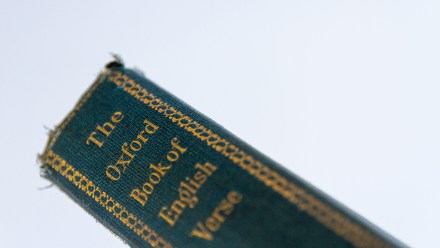 The
Oxford
Book of
English
Verse